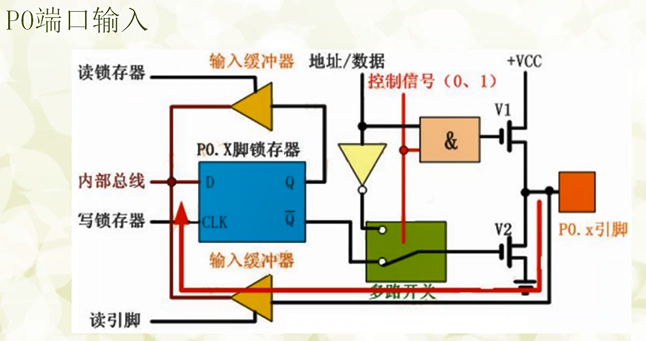 P0端口输入
输入缓冲器
地址/数据
+VCC
读锁存器
控制信号（0、1）
V1
&
P0.X脚锁存器
内部总线
D
Q
写锁存器
CLK
Q̅
V2
P0.x引脚
输入缓冲器
多路开关
读引脚